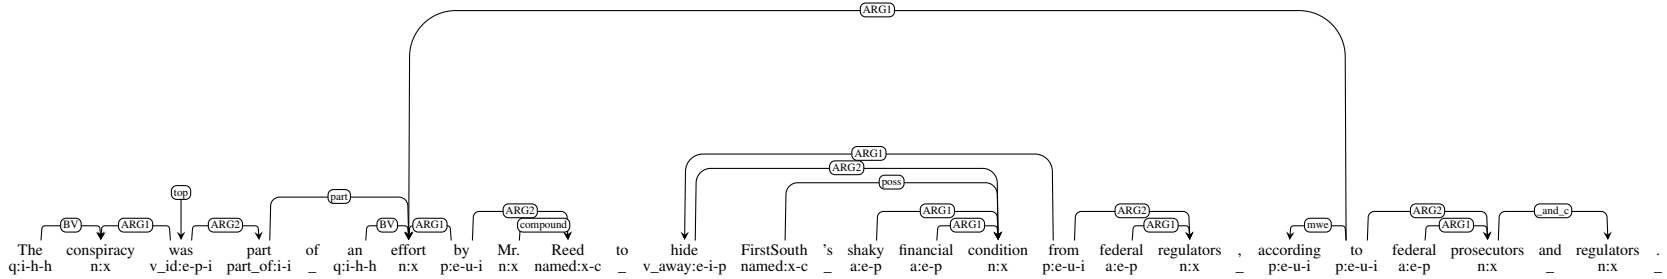 ARG1
ARG1
ARG2
top part poss
BV ARG1 ARG2 BV ARG1 ARG2 compound ARG1 ARG1 ARG2 ARG1 mwe ARG2 ARG1 _and_c
The conspiracy was part of an effort by Mr. Reed to hide FirstSouth 's shaky financial condition from federal regulators , according to federal prosecutors and regulators .
q:i-h-h n:x v_id:e-p-i part_of:i-i _ q:i-h-h n:x p:e-u-i n:x named:x-c _ v_away:e-i-p named:x-c _ a:e-p a:e-p n:x p:e-u-i a:e-p n:x _ p:e-u-i p:e-u-i a:e-p n:x _ n:x _